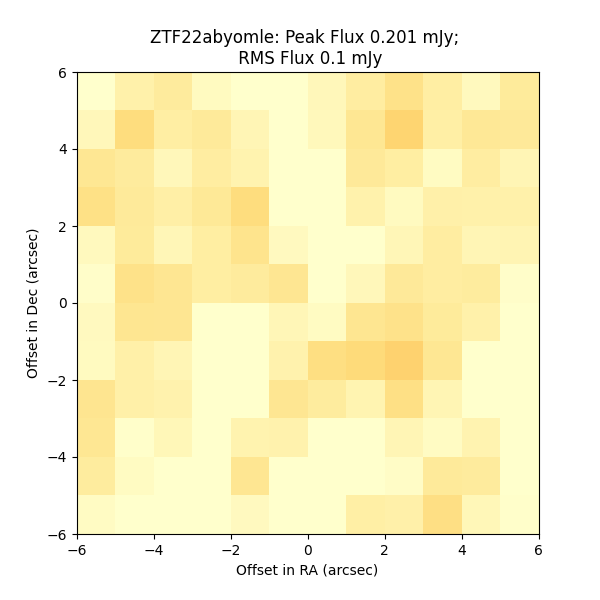 ZTF22abyomle: Peak Flux 0.201 mJy;
RMS Flux 0.1 mJy
6
4
2
0
−2
−4
−6
Offset in Dec (arcsec)
−6 −4 −2 0 2 4 6
Offset in RA (arcsec)